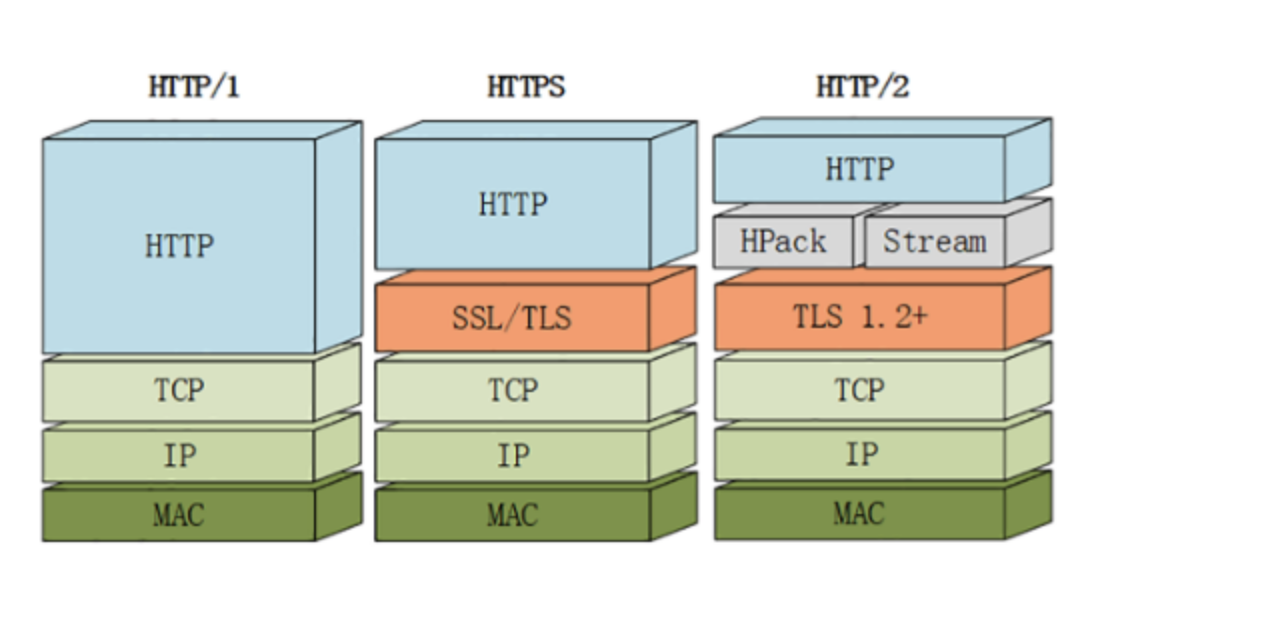 HTTP/1
HTTPS
HTTP/2
HTTP
HTTP
HTTP
HPack
Stream
SSL/TLS
TLS 1.2+
TCP
TCP
TCP
IP
IP
IP
MAC
MAC
MAC